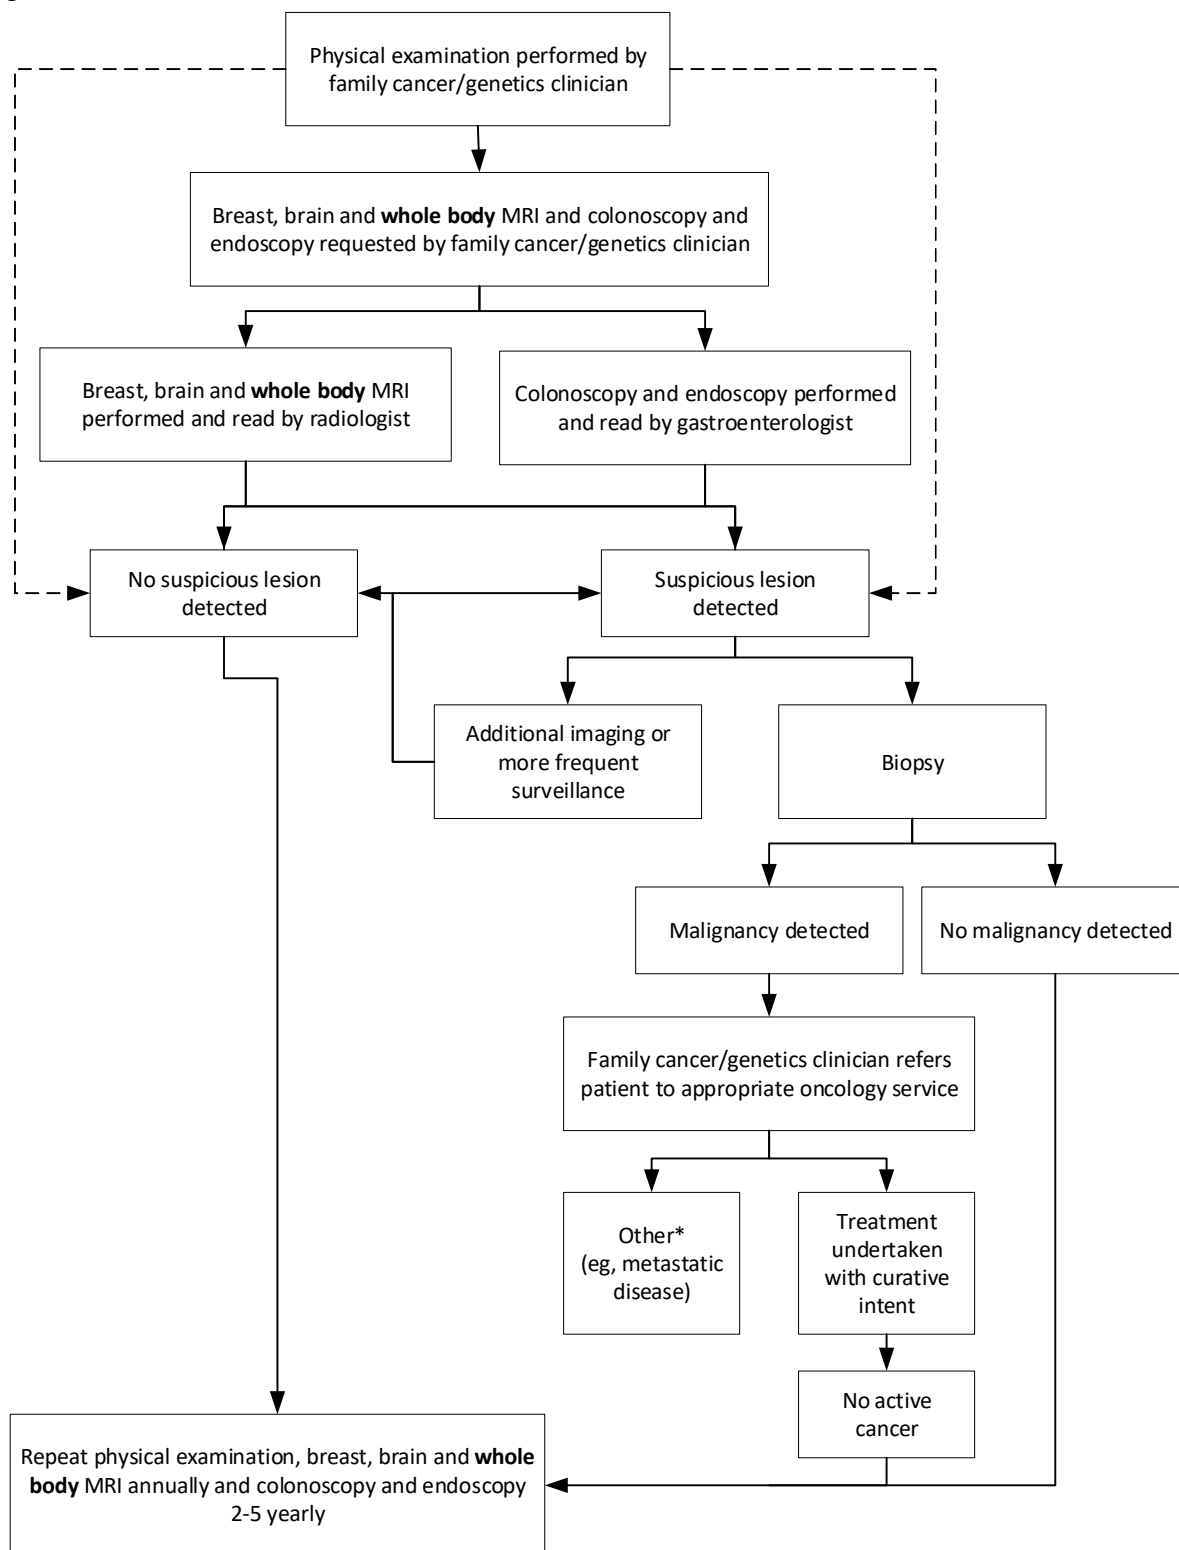 Physical examination performed by
family cancer/genetics clinician
Breast, brain and whole body MRI and colonoscopy and
endoscopy requested by family cancer/genetics clinician
Breast, brain and whole body MRI
performed and read by radiologist
Colonoscopy and endoscopy performed
and read by gastroenterologist
No suspicious lesion
detected
Suspicious lesion
detected
Additional imaging or
more frequent
surveillance
Biopsy
Malignancy detected
No malignancy detected
Family cancer/genetics clinician refers
patient to appropriate oncology service
Other*
(eg, metastatic
disease)
Treatment
undertaken
with curative
intent
No active
cancer
Repeat physical examination, breast, brain and whole
body MRI annually and colonoscopy and endoscopy
2-5 yearly